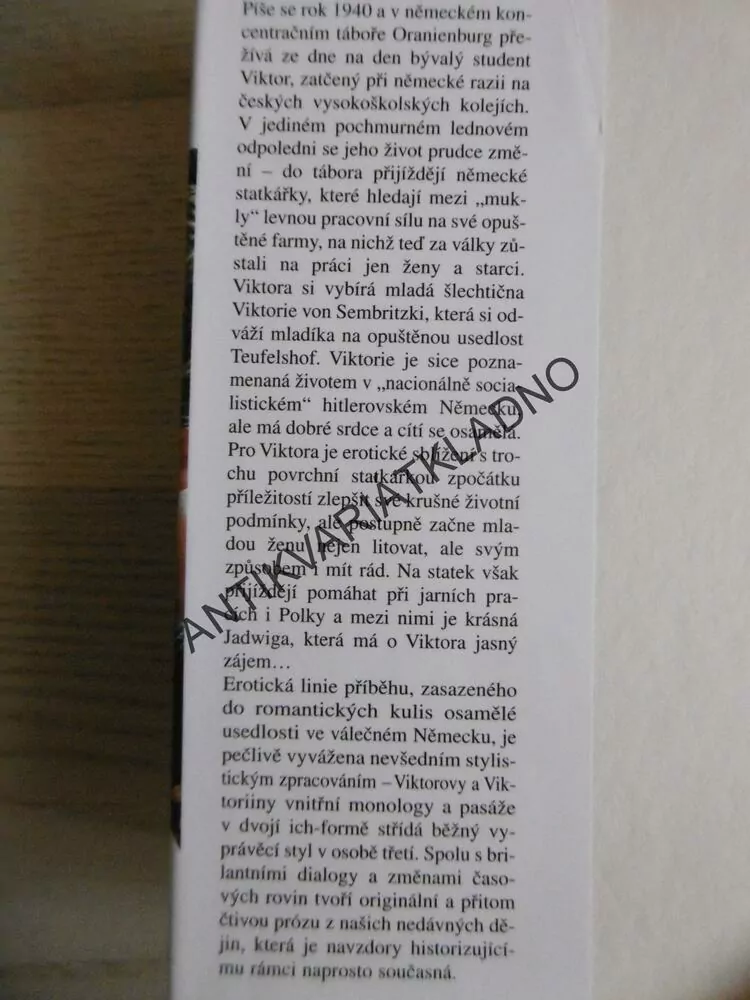 Píše se rok 1940 a v německém kon-
centračním táboře Oranienburg pře-
žívá ze dne na den bývalý student
Viktor, zatčený při německé razii na
českých vysokoškolských kolejích.
V jediném pochmurném lednovém
odpoledni se jeho život prudce změ-
ní – do tábora přijíždějí německé
statkářky, které hledají mezi „muk-
ly“ levnou pracovní sílu na své opuš-
těné farmy, na nichž teď za války zů-
stali na práci jen ženy a starci.
Viktora si vybírá mladá šlechtična
Viktorie von Sembritzki, která si od-
váží mladíka na opuštěnou usedlost
Teufelshof. Viktorie je sice pozna-
menaná životem v „nacionálně socia-
listickém“ hitlerovském Německu,
ale má dobré srdce a cítí se osamělá.
Pro Viktora je erotické sblížení s tro-
chu povrchní statkářkou zpočátku
příležitostí zlepšit své krušné životní
podmínky, ale postupně začne mla-
dou ženu nejen litovat, ale svým
způsobem i mít rád. Na statek však
přijíždějí pomáhat při jarních pra-
cích i Polky a mezi nimi je krásná
Jadwiga, která má o Viktora jasný
zájem…
Erotická linie příběhu, zasazeného
do romantických kulis osamělé
usedlosti ve válečném Německu, je
pečlivě vyvážena nevšedním stylis-
tickým zpracováním – Viktorovy a Vik-
toriiny vnitřní monology a pasáže
v dvojí ich-formě střídá běžný vy-
právěcí styl v osobě třetí. Spolu s bri-
lantními dialogy a změnami časo-
vých rovin tvoří originální a přitom
čtivou prózu z našich nedávných dě-
jin, která je navzdory historizující-
mu rámci naprosto současná.
ANTIKVARIATKLADNO